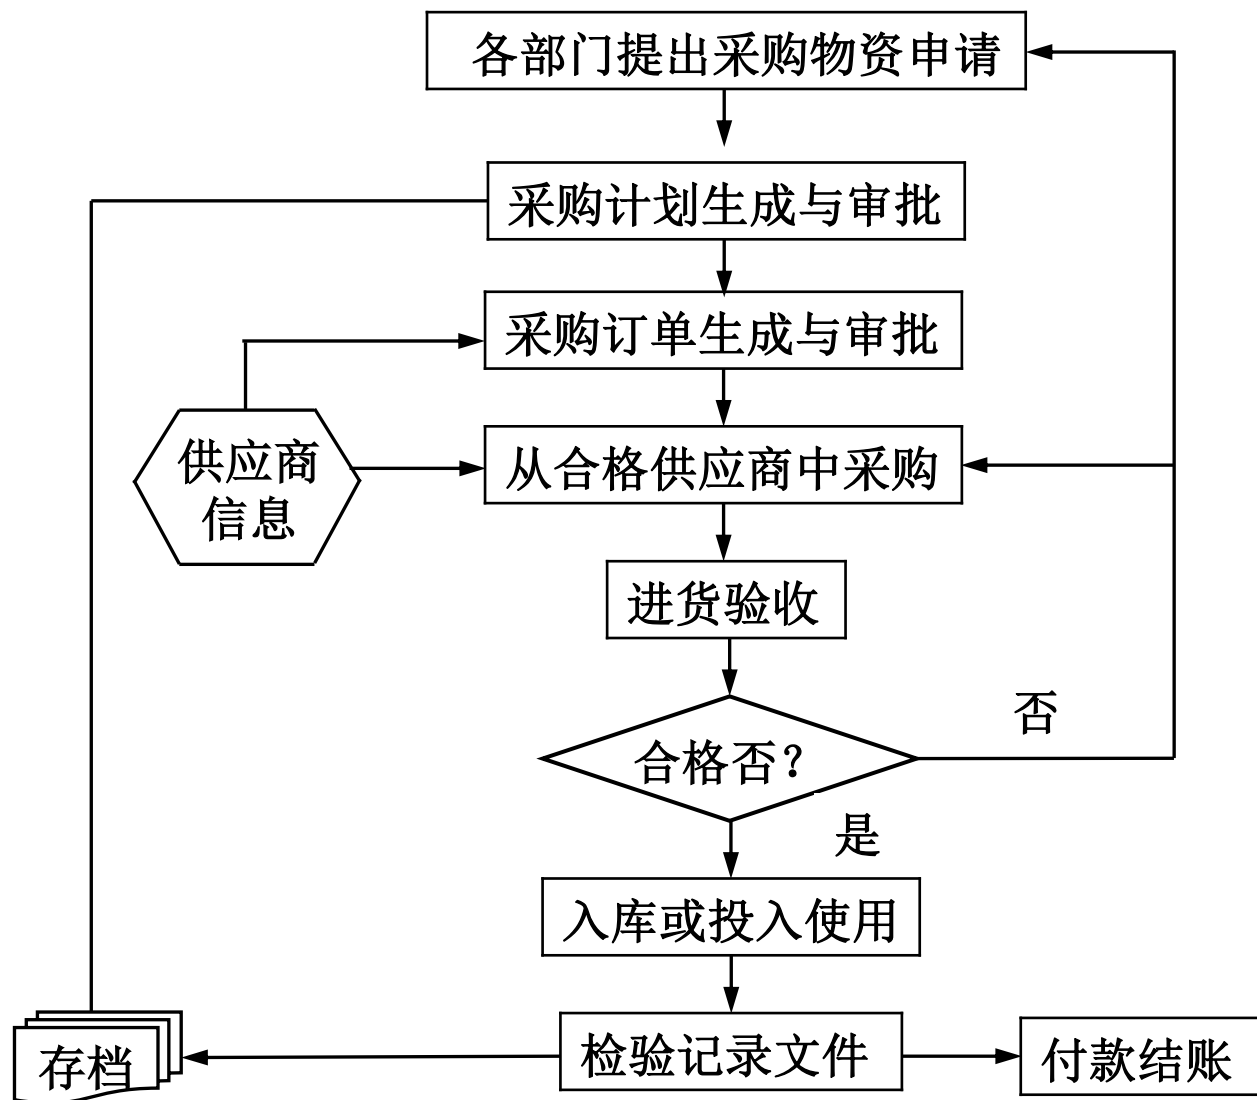 各部门提出采购物资申请
采购计划生成与审批
采购订单生成与审批
供应商
信息
从合格供应商中采购
进货验收
否
合格否？
是
入库或投入使用
存档
检验记录文件
付款结账